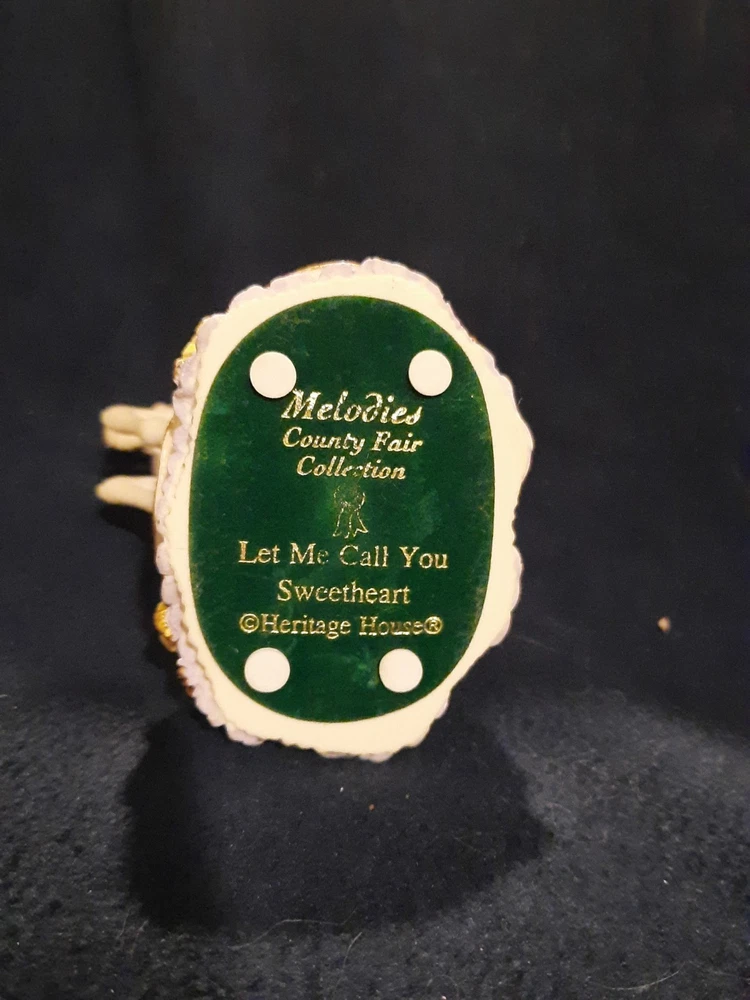 Melodies
County Fair
Collection
Let Me Call You
Sweetheart
©Heritage House®